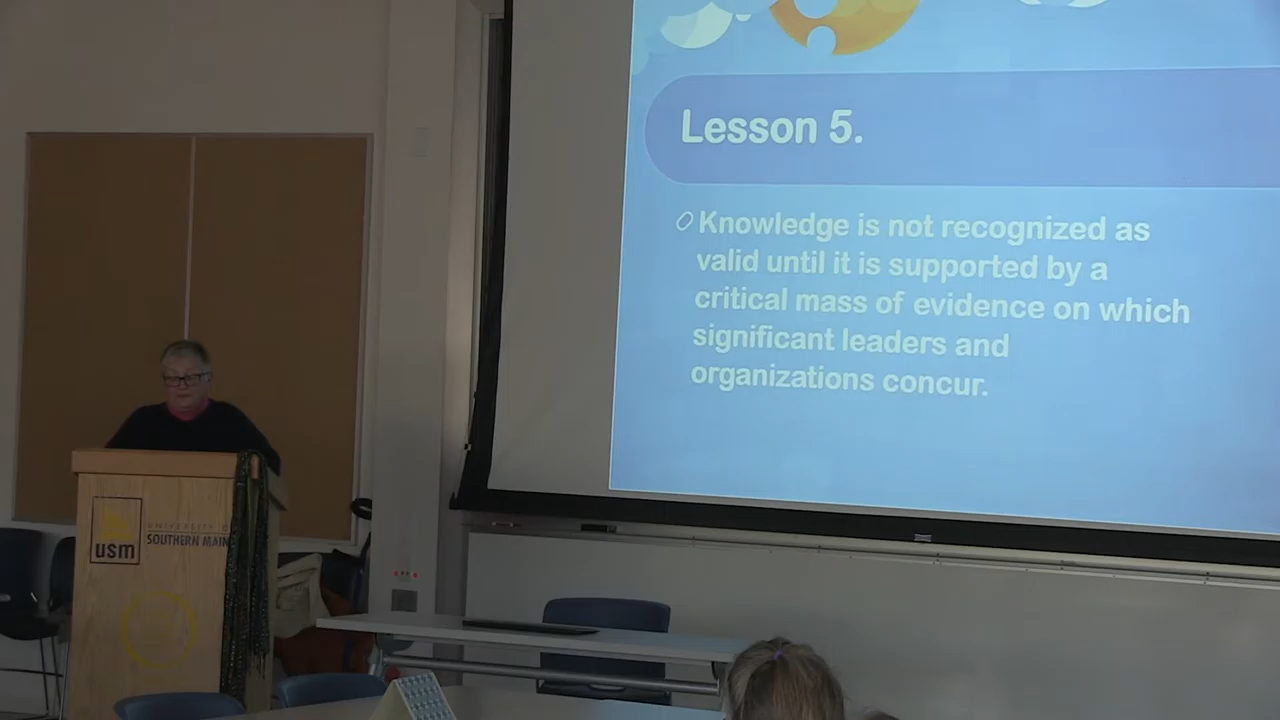 Lesson 5.
Knowledge is not recognized as
valid until it is supported by a
critical mass of evidence on which
significant leaders and
organizations concur.
usm
UNIVERSITY O
SOUTHERN MAIN